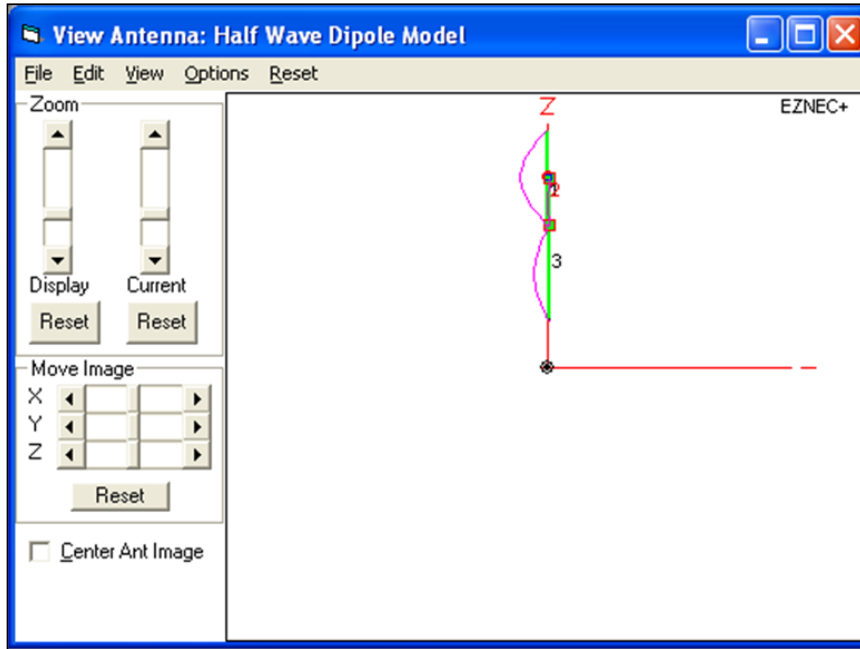 View Antenna: Half Wave Dipole Model
File Edit View Options Reset
Zoom
Display Current
Reset Reset
Move Image
X
Y
Z
Reset
Center Ant Image
Z
EZNEC+
3